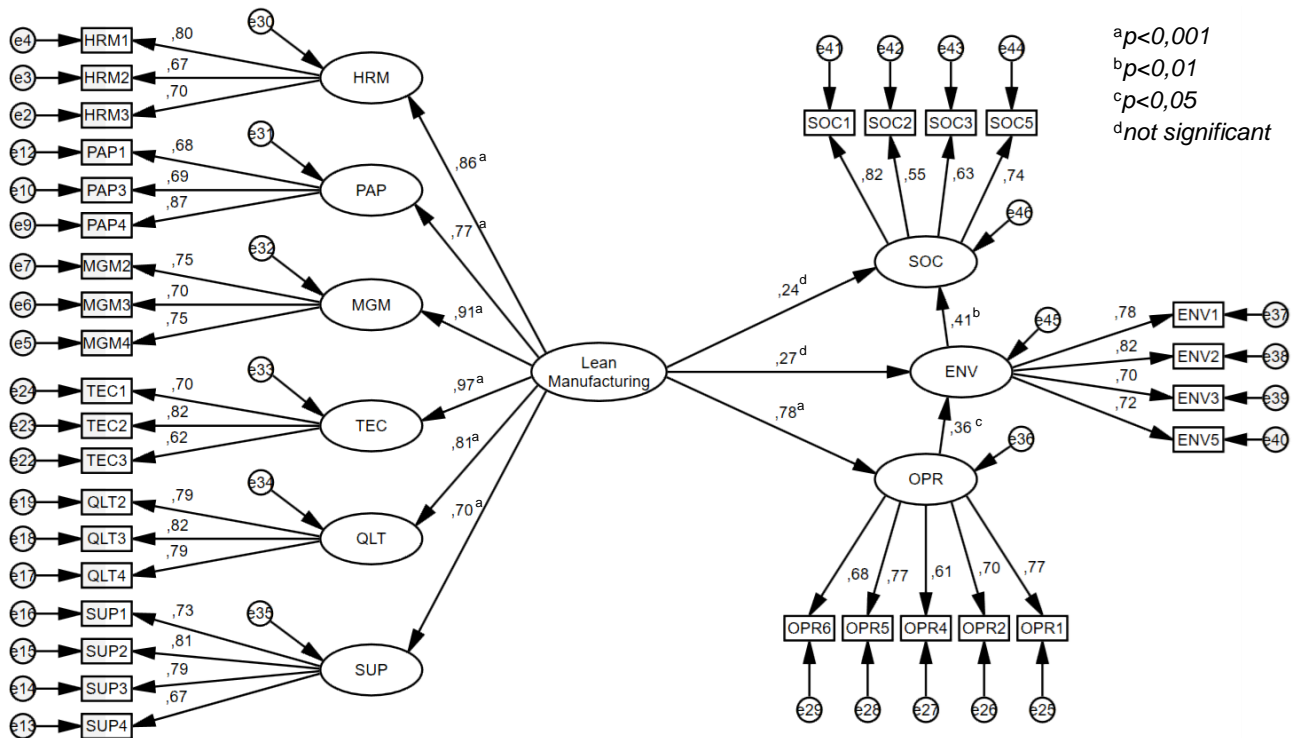 e30
e4 HRM1 ,80
e3 HRM2 ,67 HRM
e2 HRM3 ,70
e31
e12 PAP1 ,68
e10 PAP3 ,69 PAP
e9 PAP4 ,87
e32
e7 MGM2 ,75
e6 MGM3 ,70 MGM
e5 MGM4 ,75
e33
e24 TEC1 ,70
e23 TEC2 ,82 TEC
e22 TEC3 ,62
e34
e19 QLT2 ,79
e18 QLT3 ,82 QLT
e17 QLT4 ,79
e35
e16 SUP1 ,73
e15 SUP2 ,81
e14 SUP3 ,79 SUP
e13 SUP4 ,67
,86a
,77a
,91a
,97a
,81a
,70a
Lean
Manufacturing
,24d
,27d
,78a
e41 e42 e43 e44
SOC1 SOC2 SOC3 SOC5
,82 ,55 ,63 ,74
e46
SOC
,41b
e45
ENV
,78 ENV1 e37
,82 ENV2 e38
,70 ENV3 e39
,72 ENV5 e40
,36c
e36
OPR
,68 ,77 ,61 ,70 ,77
OPR6 OPR5 OPR4 OPR2 OPR1
e29 e28 e27 e26 e25
a p<0,001
b p<0,01
c p<0,05
d not significant